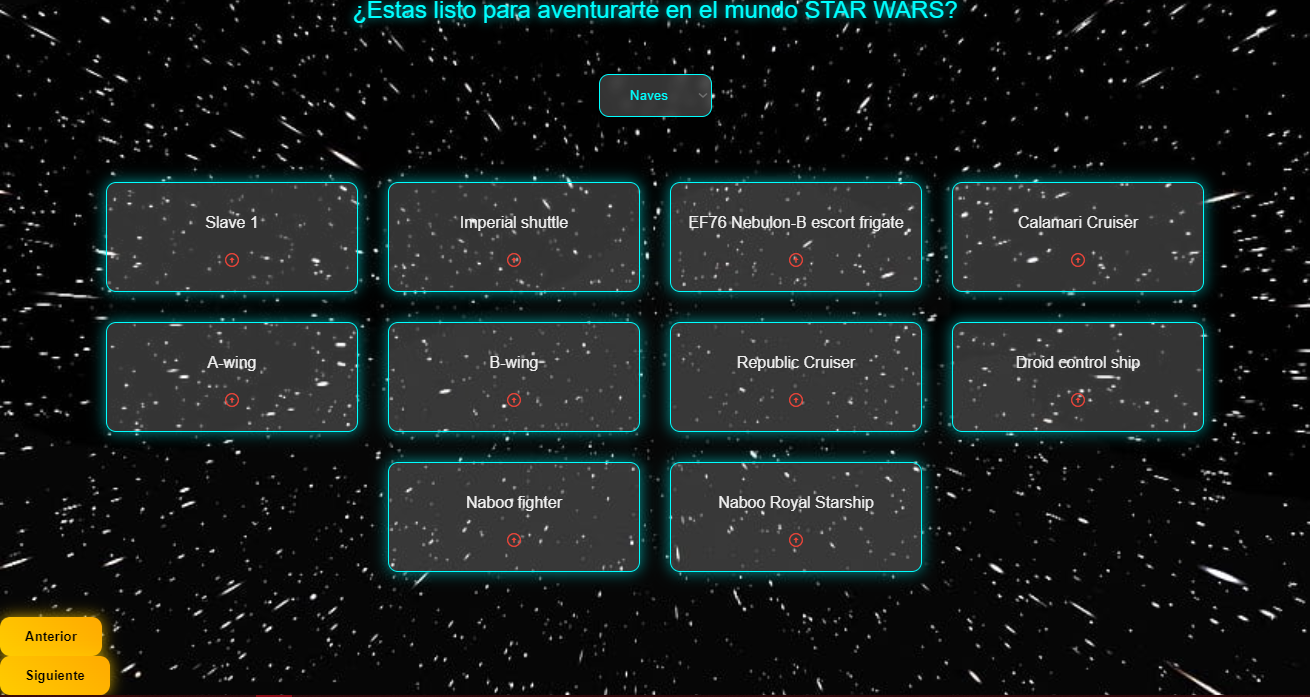 ¿Estas listo para aventurarte en el mundo STAR WARS?
Naves
Slave 1
Imperial shuttle
EF76 Nebulon-B escort frigate
Calamari Cruiser
A-wing
B-wing
Republic Cruiser
Droid control ship
Naboo fighter
Naboo Royal Starship
Anterior
Siguiente